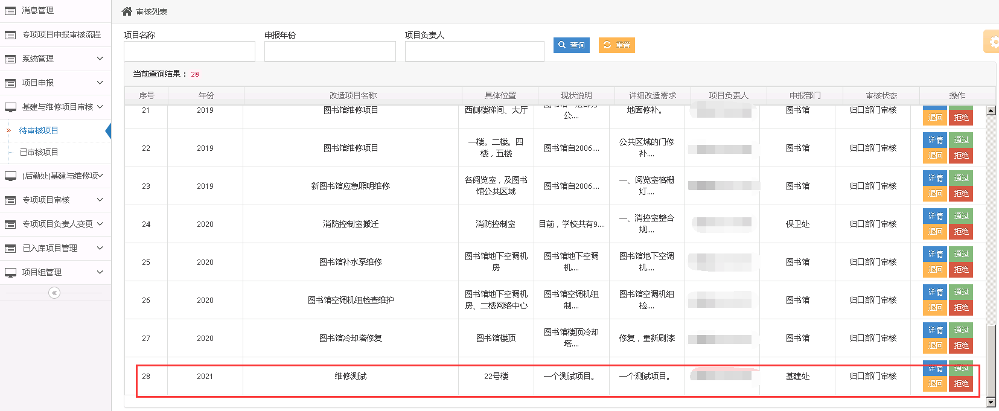 消息管理
专项项目申报审核流程
系统管理
项目申报
基建与维修项目审核
待审核项目
已审核项目
(后勤处)基建与维修项
专项项目审核
专项项目负责人变更
已入库项目管理
项目组管理
审核列表
项目名称 申报年份 项目负责人
查询 重置
当前查询结果： 28
序号 年份 改造项目名称 具体位置 现状说明 详细改造需求 项目负责人 申报部门 审核状态 操作
21 2019 图书馆维修项目 西侧楼梯间、大厅 公.... 地面修补。 图书馆 归口部门审核 退回 拒绝
22 2019 图书馆维修项目 一楼。二楼。四
楼，五楼 图书馆自2006.... 公共区域的门修
补.... 图书馆 归口部门审核 详情 通过
退回 拒绝
23 2019 新图书馆应急照明维修 各阅览室，及图书
馆公共区域 图书馆自2006.... 一、阅览室格栅
灯.... 图书馆 归口部门审核 详情 通过
退回 拒绝
24 2020 消防控制室搬迁 消防控制室 目前，学校共有9.... 一、消控室整合
规.... 保卫处 归口部门审核 详情 通过
退回 拒绝
25 2020 图书馆补水泵维修 图书馆地下空调机
房 图书馆地下空调
机.... 图书馆地下空调
机.... 图书馆 归口部门审核 详情 通过
退回 拒绝
26 2020 图书馆空调机组检查维护 图书馆地下空调机
房、二楼网络中心 图书馆空调机组
制.... 图书馆空调机组
检.... 图书馆 归口部门审核 详情 通过
退回 拒绝
27 2020 图书馆冷却塔修复 图书馆楼顶 图书馆楼顶冷却
塔.... 修复，重新刷漆 图书馆 归口部门审核 详情 通过
退回 拒绝
28 2021 维修测试 22号楼 一个测试项目。 一个测试项目。 基建处 归口部门审核 详情 通过
退回 拒绝